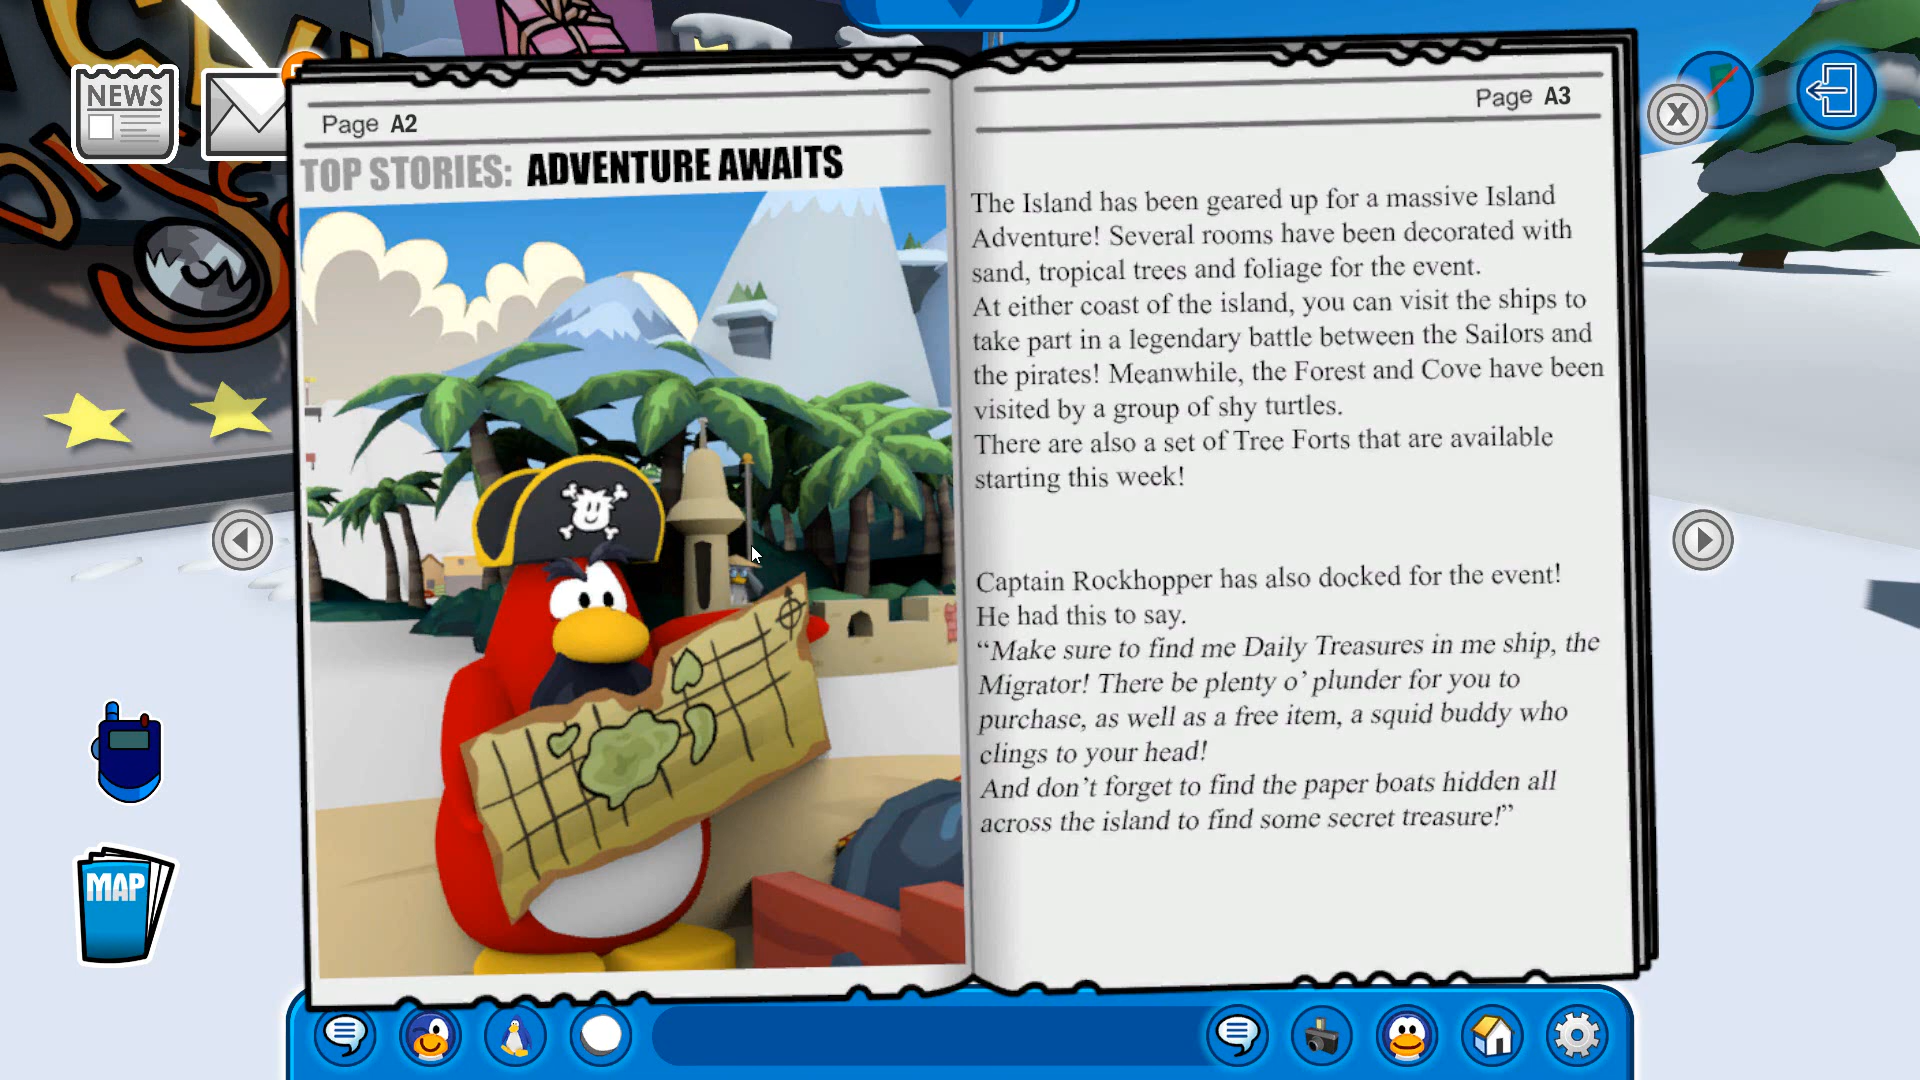 NEWS
Page A2
TOP STORIES: ADVENTURE AWAITS
Page A3
X
The Island has been geared up for a massive Island
Adventure! Several rooms have been decorated with
sand, tropical trees and foliage for the event.
At either coast of the island, you can visit the ships to
take part in a legendary battle between the Sailors and
the pirates! Meanwhile, the Forest and Cove have been
visited by a group of shy turtles.
There are also a set of Tree Forts that are available
starting this week!
Captain Rockhopper has also docked for the event!
He had this to say.
“Make sure to find me Daily Treasures in me ship, the
Migrator! There be plenty o’ plunder for you to
purchase, as well as a free item, a squid buddy who
clings to your head!
And don’t forget to find the paper boats hidden all
across the island to find some secret treasure!”
MAP